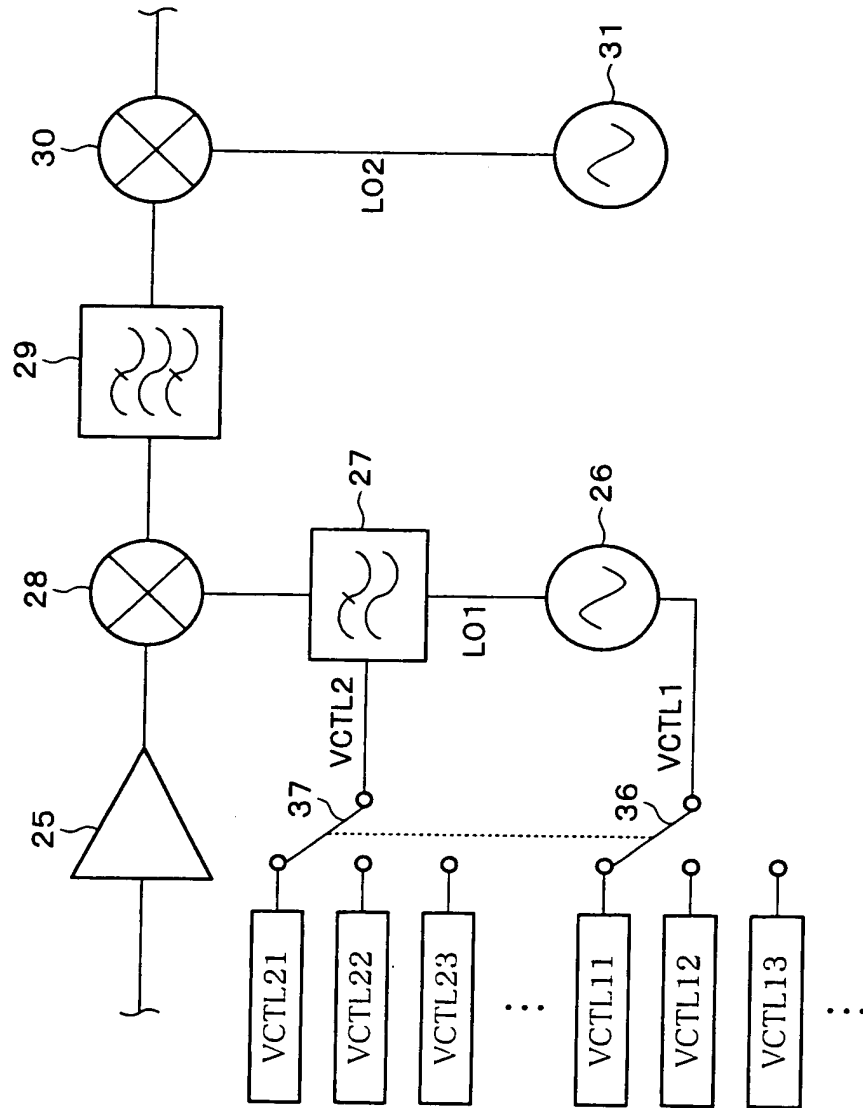 25
28
29
30
31
LO2
27
26
LO1
VCTL2
VCTL1
37
36
VCTL21
VCTL22
VCTL23
...
VCTL11
VCTL12
VCTL13
...